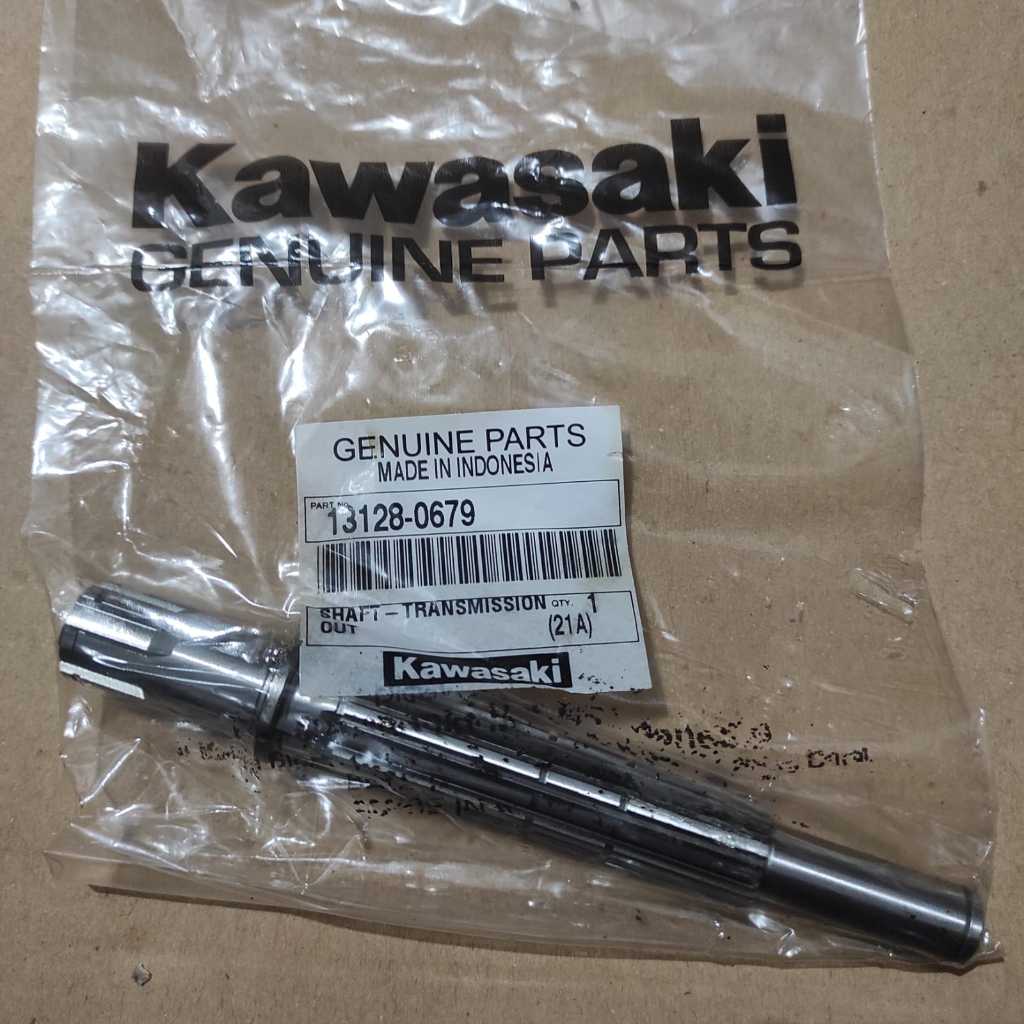 Kawasaki
GENUINE PARTS
GENUINE PARTS
MADE IN INDONESIA
PART NO.
13128-0679
SHAFT-TRANSMISSION QTY. 1
OUT (21A)
Kawasaki